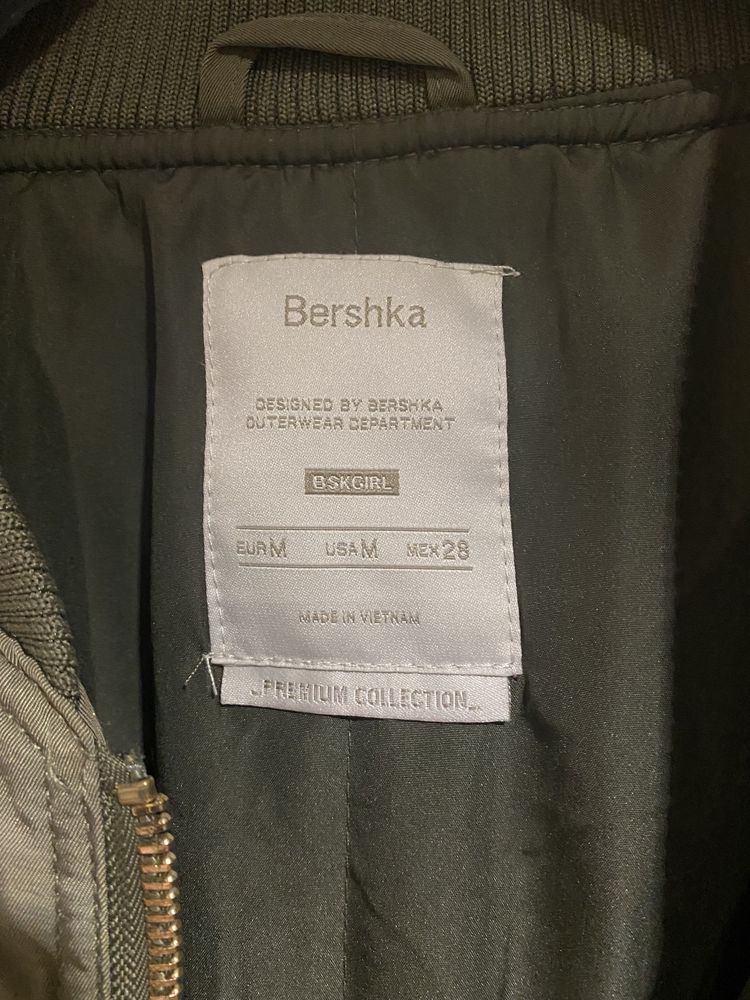 Bershka
DESIGNED BY BERSHKA
OUTERWEAR DEPARTMENT
BSKGIRL
EUR M USA M MEX 28
MADE IN VIETNAM
PREMIUM COLLECTION